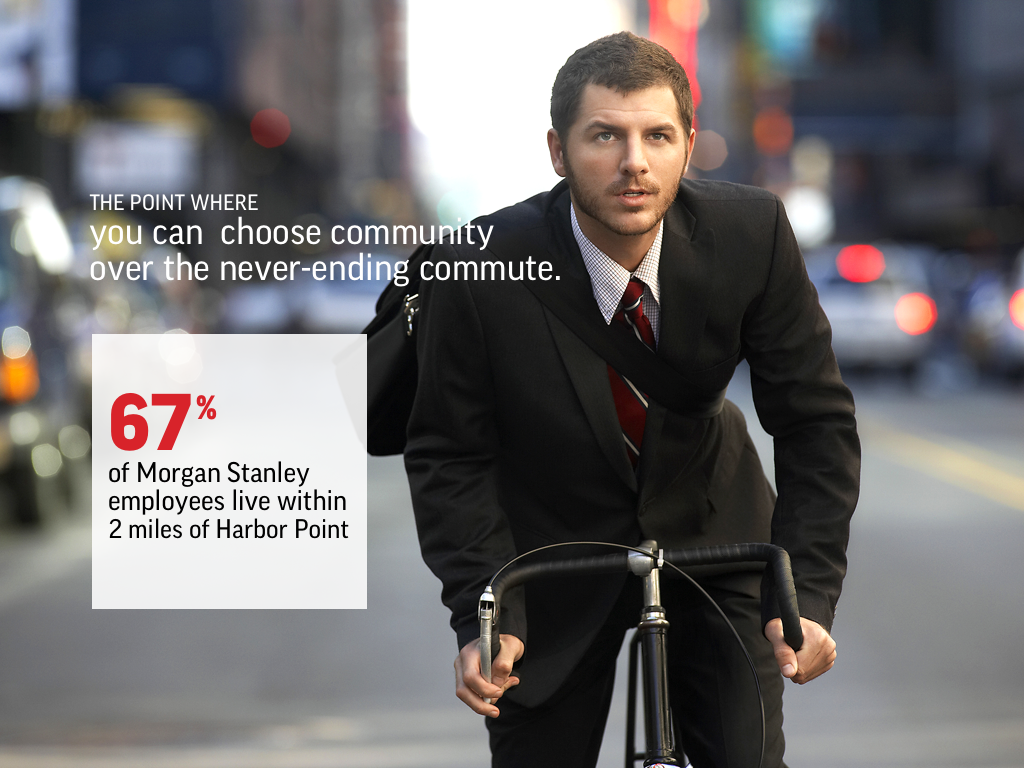 THE POINT WHERE
you can  choose community
over the never-ending commute.
67%
of Morgan Stanley
employees live within
2 miles of Harbor Point